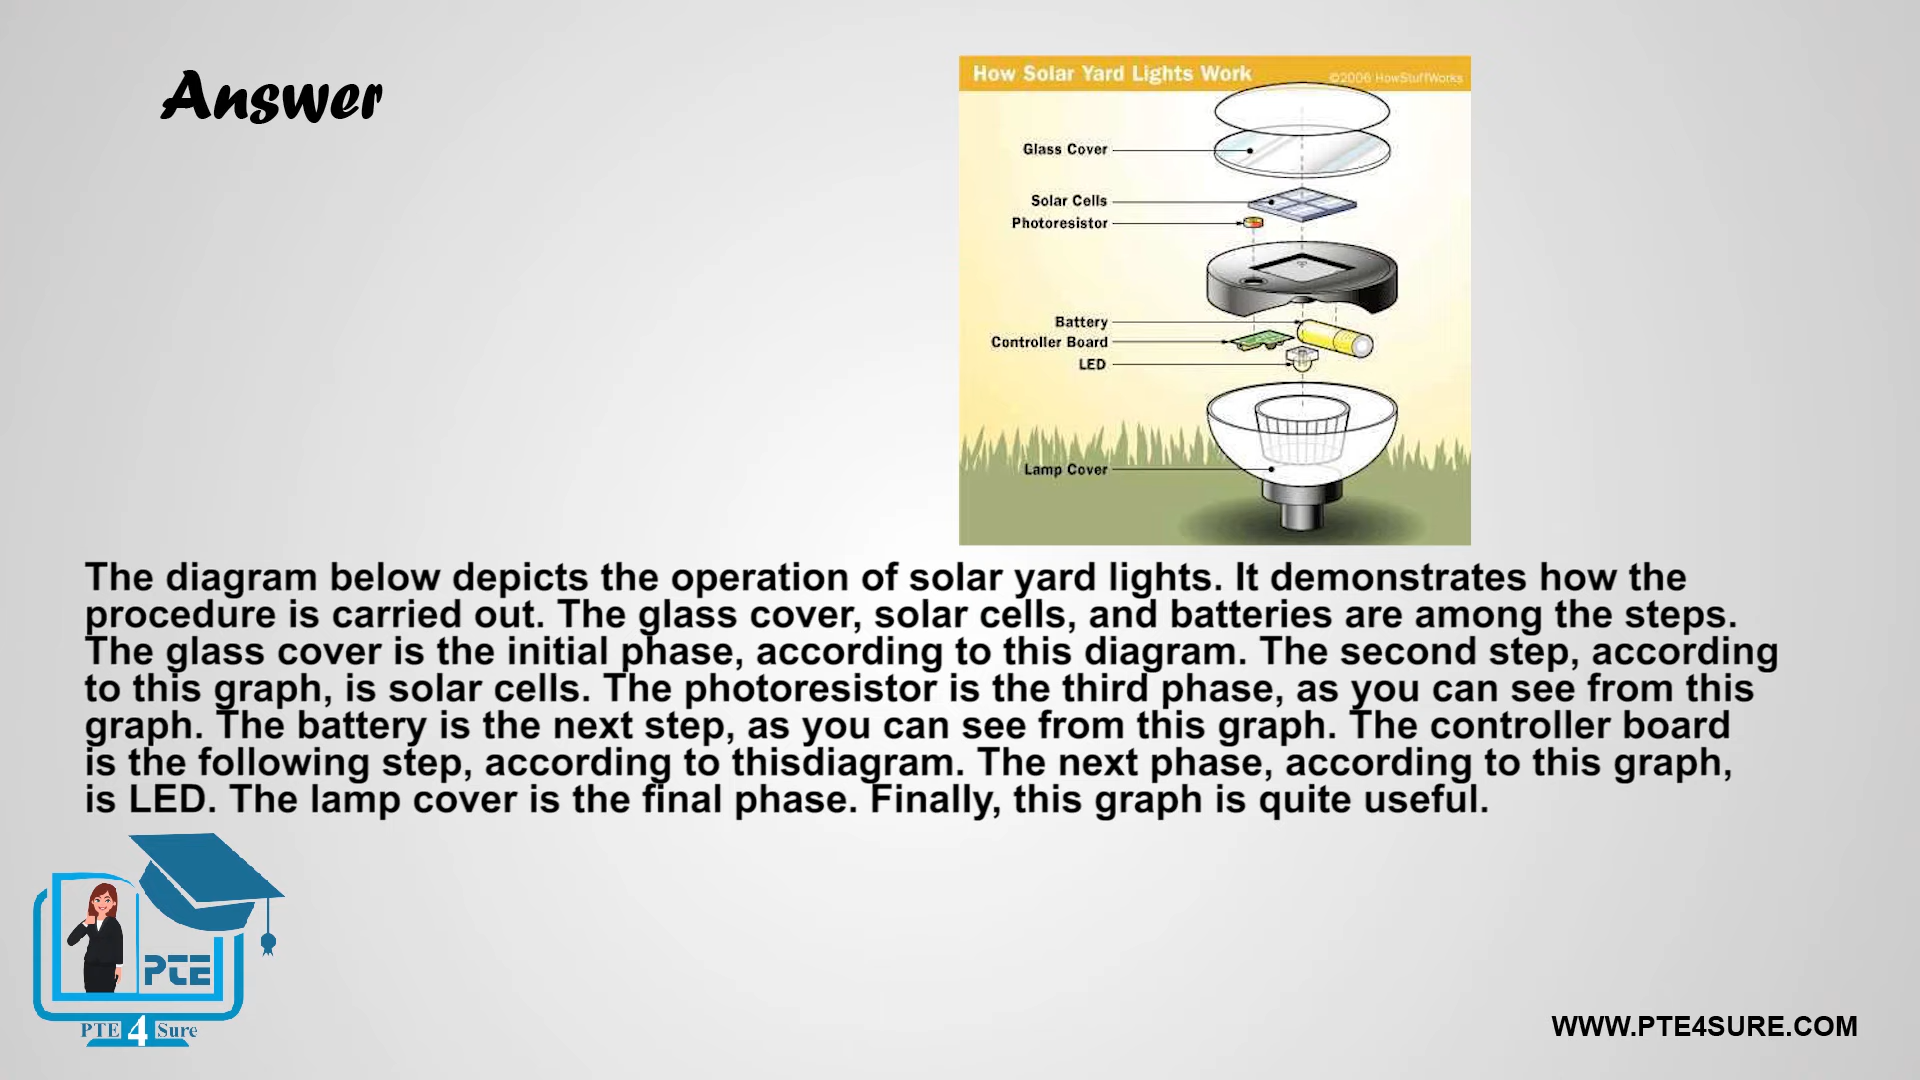 Answer
How Solar Yard Lights Work
©2006 HowStuffWorks
Glass Cover
Solar Cells
Photoresistor
Battery
Controller Board
LED
Lamp Cover
The diagram below depicts the operation of solar yard lights. It demonstrates how the
procedure is carried out. The glass cover, solar cells, and batteries are among the steps.
The glass cover is the initial phase, according to this diagram. The second step, according
to this graph, is solar cells. The photoresistor is the third phase, as you can see from this
graph. The battery is the next step, as you can see from this graph. The controller board
is the following step, according to thisdiagram. The next phase, according to this graph,
is LED. The lamp cover is the final phase. Finally, this graph is quite useful.
PTE
PTE 4 Sure
WWW.PTE4SURE.COM